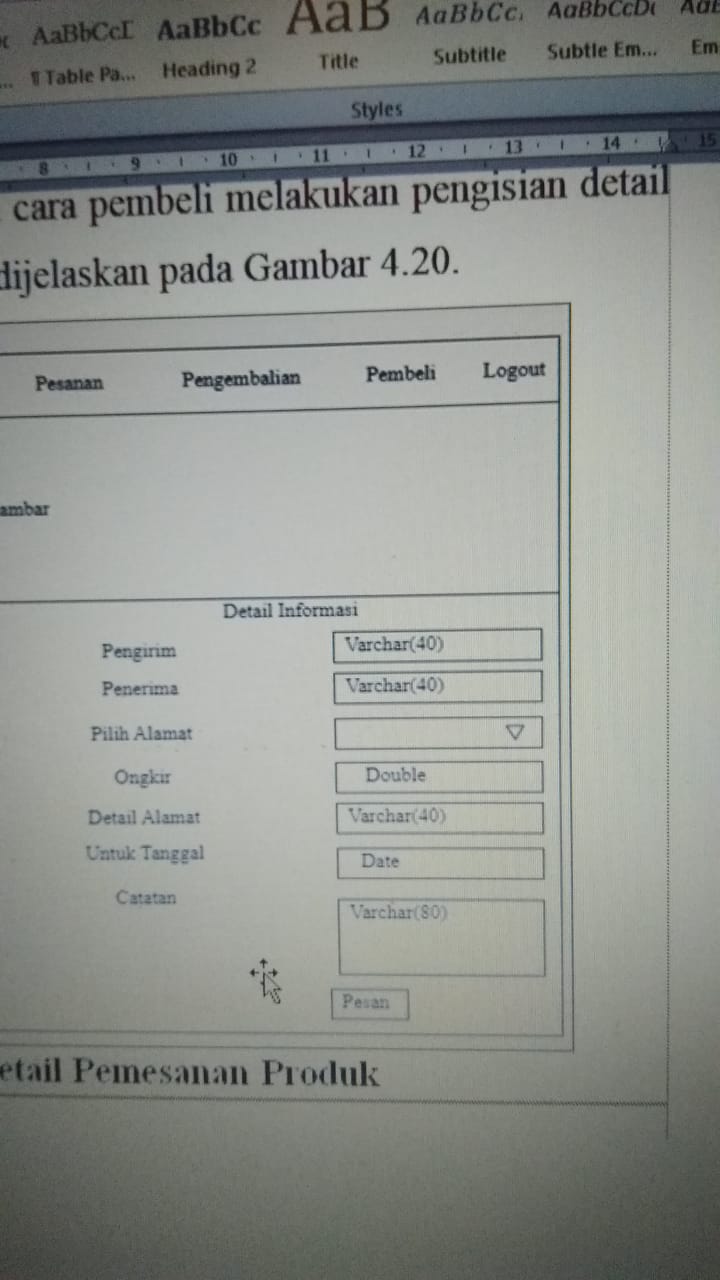 AaBbCcI AaBbCc AaB AaBbCc. AaBbCcD
¶ Table Pa... Heading 2 Title Subtitle Subtle Em... Em
Styles
8 9 10 11 12 13 14 15
cara pembeli melakukan pengisian detail
dijelaskan pada Gambar 4.20.
Pesanan Pengembalian Pembeli Logout
ambar
Detail Informasi
Pengirim Varchar(40)
Penerima Varchar(40)
Pilih Alamat
Ongkir Double
Detail Alamat Varchar(40)
Untuk Tanggal Date
Catatan Varchar(80)
Pesan
etail Pemesanan Produk